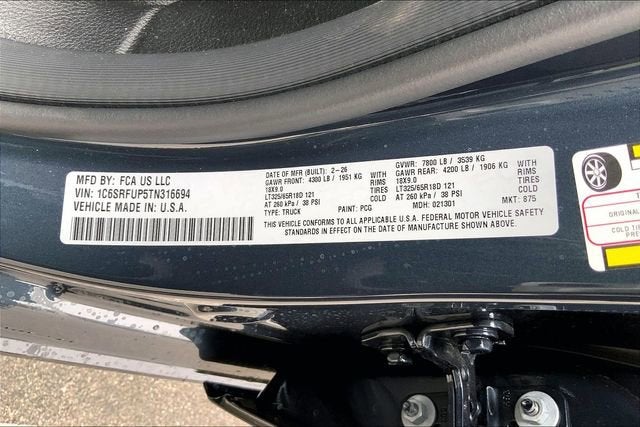 MFD BY: FCA US LLC
VIN: 1C6SRFUP5TN316694
VEHICLE MADE IN: U.S.A.
DATE OF MFR (BUILT): 2-26
GVWR: 7800 LB / 3539 KG
GAWR FRONT: 4300 LB / 1951 KG WITH
18X9.0 RIMS
LT325/65R18D 121 TIRES
AT 260 kPa / 38 PSI COLD
GAWR REAR: 4200 LB / 1906 KG WITH
18X9.0 RIMS
LT325/65R18D 121 TIRES
AT 260 kPa / 38 PSI COLD
TYPE: TRUCK PAINT: PCG MDH: 021301 MKT: 875
THIS VEHICLE CONFORMS TO ALL APPLICABLE U.S.A. FEDERAL MOTOR VEHICLE SAFETY
STANDARDS IN EFFECT ON THE DATE OF MANUFACTURE SHOWN ABOVE.
COLD